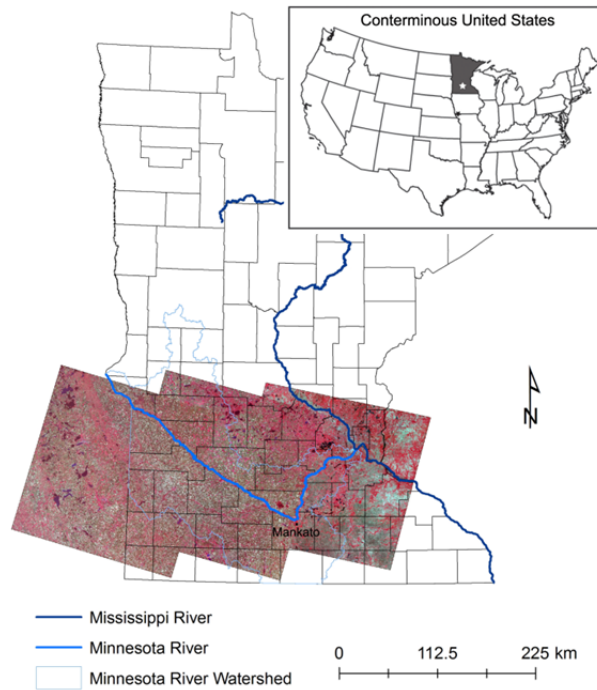 Conterminous United States
N
Mankato
Mississippi River
Minnesota River
Minnesota River Watershed
0 112.5 225 km